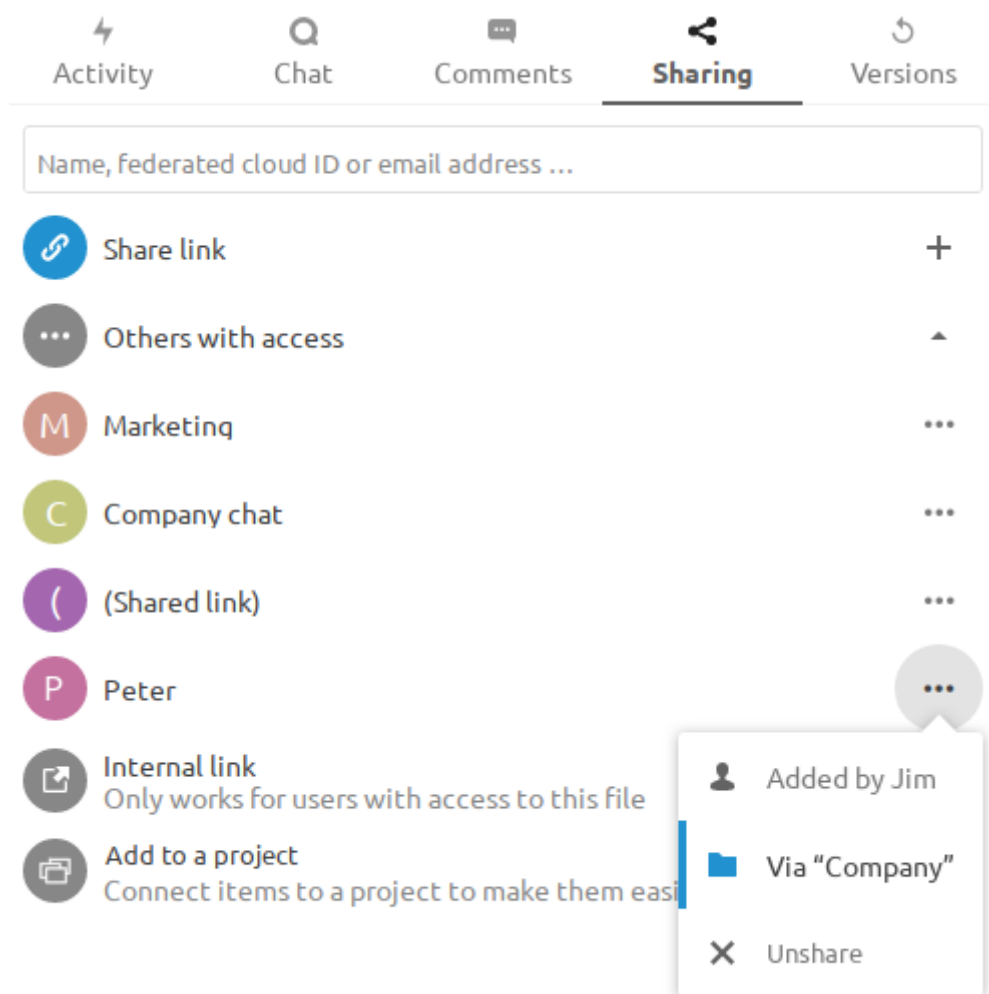 Activity
Chat
Comments
Sharing
Versions
Name, federated cloud ID or email address …
Share link
Others with access
M Marketing
C Company chat
( (Shared link)
P Peter
Internal link
Only works for users with access to this file
Added by Jim
Add to a project
Connect items to a project to make them easi
Via “Company”
Unshare